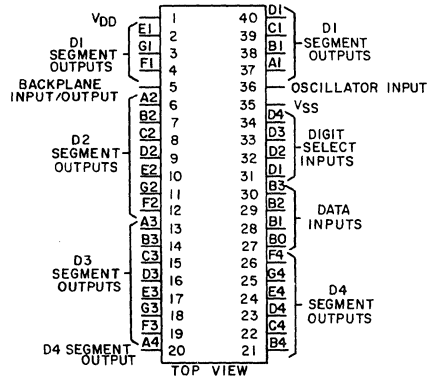 VDD 1 40 D1
E1 2 39 C1
G1 3 38 B1
F1 4 37 A1
D1
SEGMENT
OUTPUTS
D1
SEGMENT
OUTPUTS
BACKPLANE
INPUT/OUTPUT
5 36 OSCILLATOR INPUT
A2 6 35 VSS
B2 7 34 D4
C2 8 33 D3
D2 9 32 D2
E2 10 31 D1
G2 11 30 B3
F2 12 29 B2
D2
SEGMENT
OUTPUTS
DIGIT
SELECT
INPUTS
A3 13 28 B1
B3 14 27 B0
DATA
INPUTS
C3 15 26 F4
D3 16 25 G4
E3 17 24 E4
G3 18 23 D4
F3 19 22 C4
A4 20 21 B4
D3
SEGMENT
OUTPUTS
D4
SEGMENT
OUTPUTS
D4 SEGMENT
OUTPUT
TOP VIEW